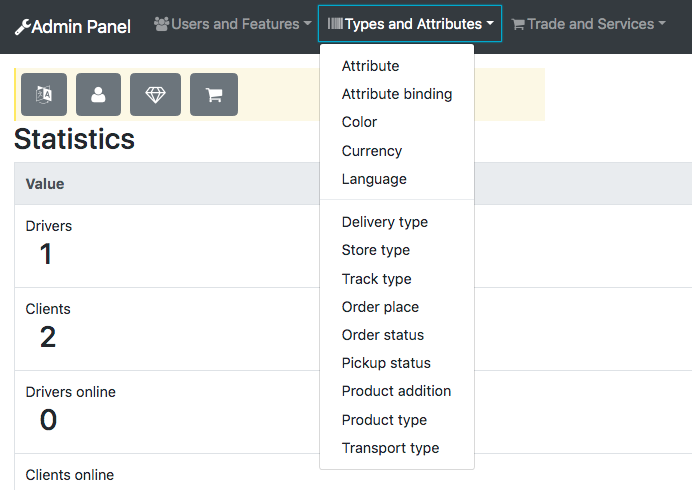 Admin Panel
Users and Features
Types and Attributes
Trade and Services
Attribute
Attribute binding
Color
Currency
Language
Delivery type
Store type
Track type
Order place
Order status
Pickup status
Product addition
Product type
Transport type
A
Statistics
Value
Drivers
1
Clients
2
Drivers online
0
Clients online